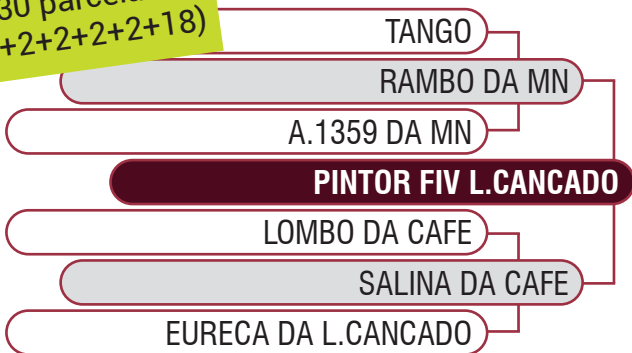 30 parcelas
+2+2+2+2+18)
TANGO
RAMBO DA MN
A.1359 DA MN
PINTOR FIV L.CANCADO
LOMBO DA CAFE
SALINA DA CAFE
EURECA DA L.CANCADO